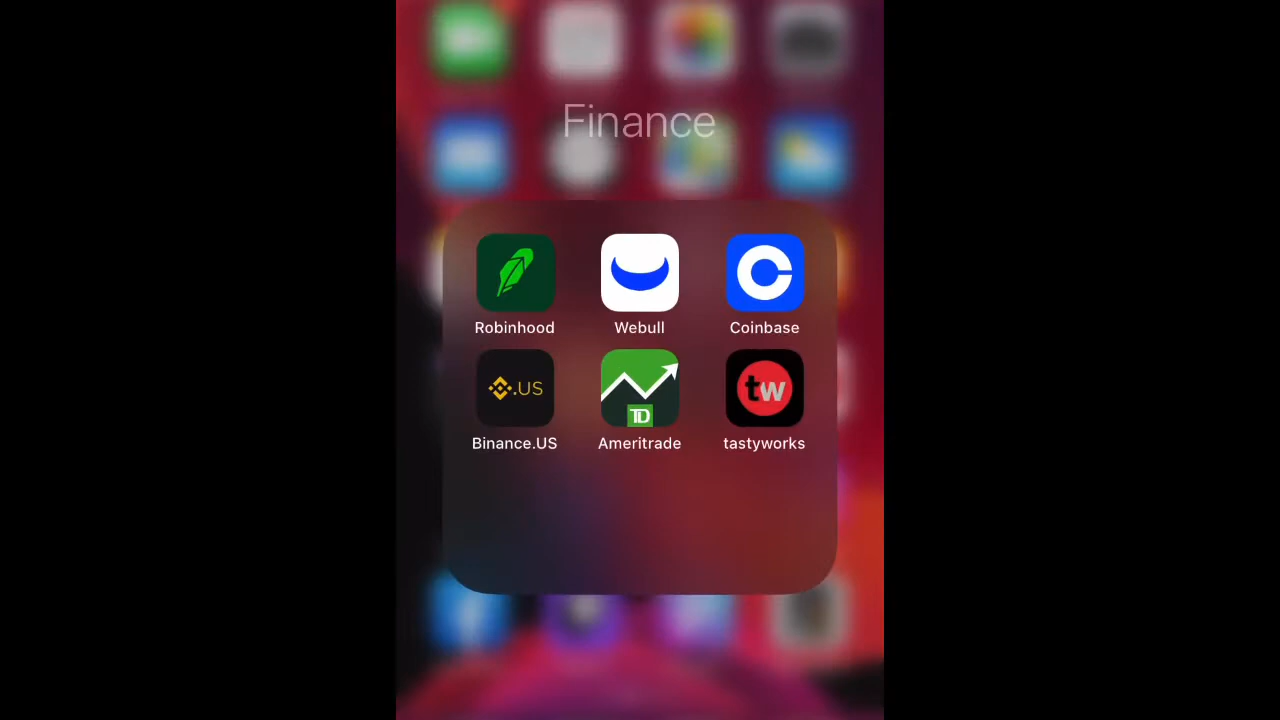 Finance
Robinhood Webull Coinbase
.US TD tw
Binance.US Ameritrade tastyworks